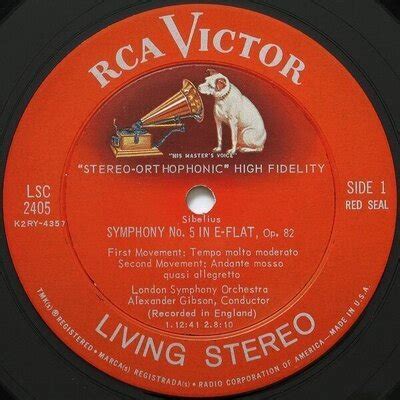 RCA VICTOR
"HIS MASTER'S VOICE"
"STEREO-ORTHOPHONIC" HIGH FIDELITY
LSC
2405
K2RY-4357
SIDE 1
RED SEAL
Sibelius
SYMPHONY No. 5 IN E-FLAT, Op. 82
First Movement: Tempo molto moderato
Second Movement: Andante mosso
quasi allegretto
London Symphony Orchestra
Alexander Gibson, Conductor
(Recorded in England)
1.12:41 2.8:10
LIVING STEREO
TMK(s) ® REGISTERED • MARCA(s) REGISTRADA(s) • RADIO CORPORATION OF AMERICA—MADE IN U.S.A.